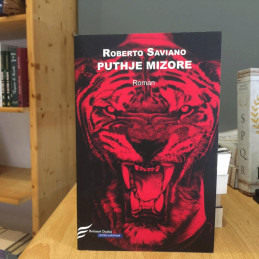 ROBERTO SAVIANO
PUTHJE MIZORE
Roman
S P Q R